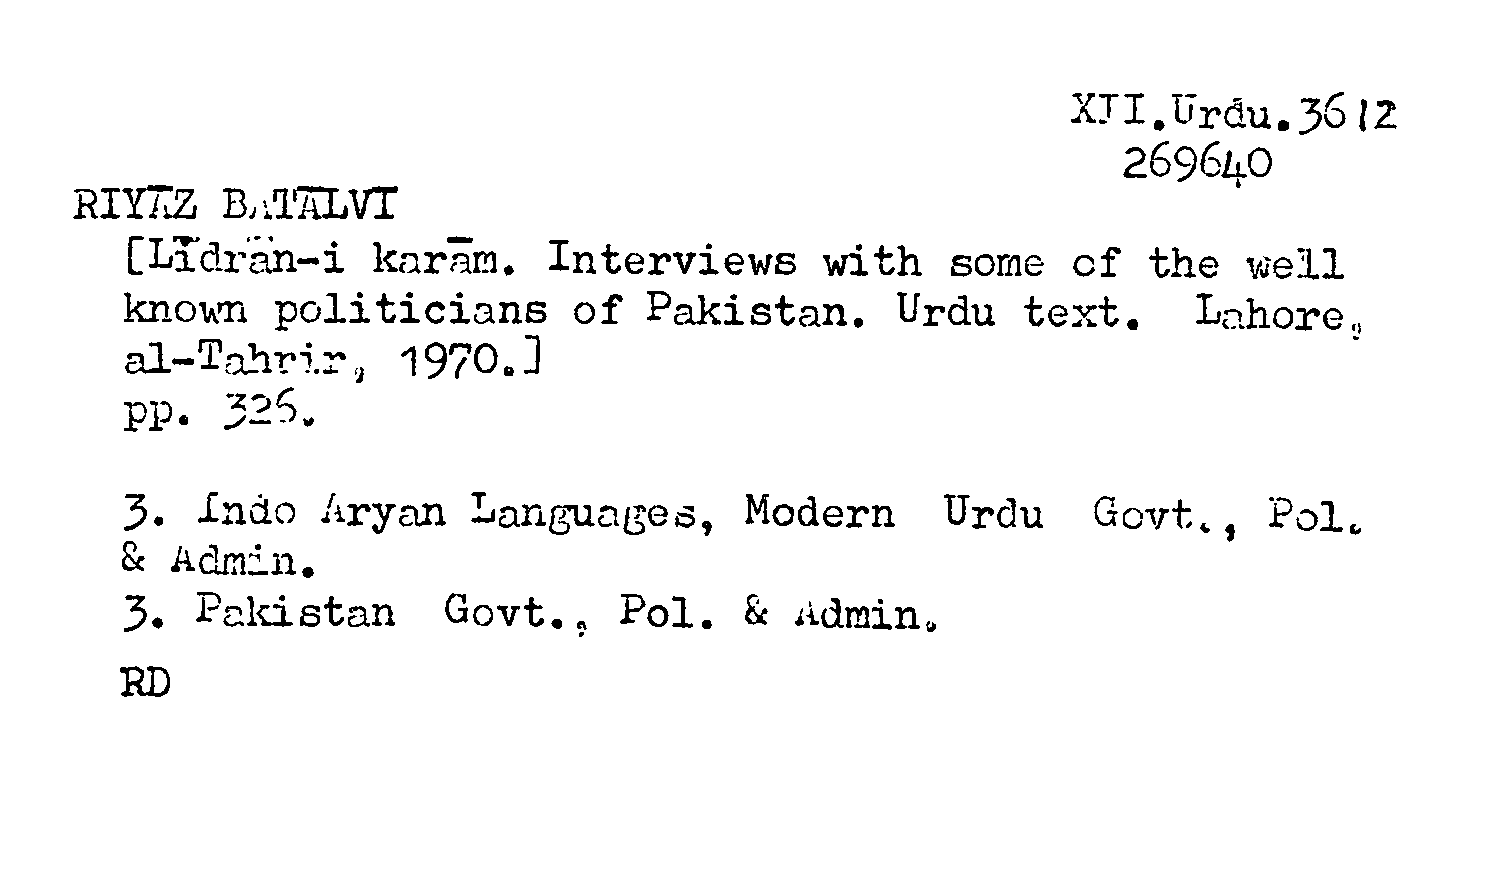 XII.Urdu.3612
269640
RIYĀZ BATĀLVI
[Līdrān-i karām. Interviews with some of the well
known politicians of Pakistan. Urdu text. Lahore,
al-Tahrir, 1970.]
pp. 326.
3. Indo Aryan Languages, Modern Urdu Govt., Pol.
& Admin.
3. Pakistan Govt., Pol. & Admin.
RD